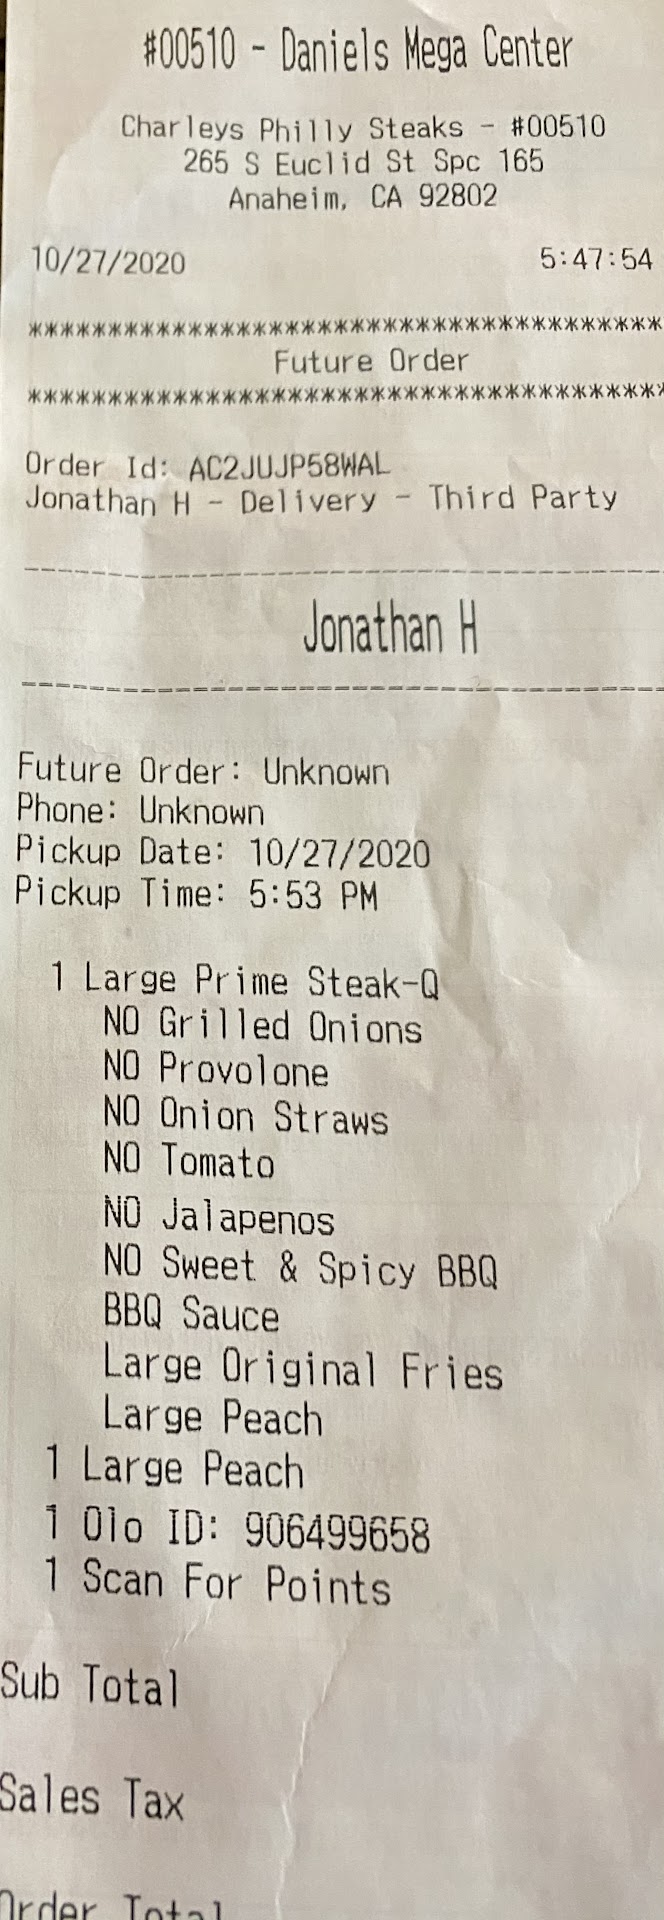 #00510 - Daniels Mega Center
Charleys Philly Steaks - #00510
265 S Euclid St Spc 165
Anaheim, CA 92802
10/27/2020 5:47:54
****************************************
Future Order
****************************************
Order Id: AC2JUJP58WAL
Jonathan H - Delivery - Third Party
----------------------------------------
Jonathan H
========================================
Future Order: Unknown
Phone: Unknown
Pickup Date: 10/27/2020
Pickup Time: 5:53 PM
1 Large Prime Steak-Q
NO Grilled Onions
NO Provolone
NO Onion Straws
NO Tomato
NO Jalapenos
NO Sweet & Spicy BBQ
BBQ Sauce
Large Original Fries
Large Peach
1 Large Peach
1 Olo ID: 906499658
1 Scan For Points
Sub Total
Sales Tax
Order Total